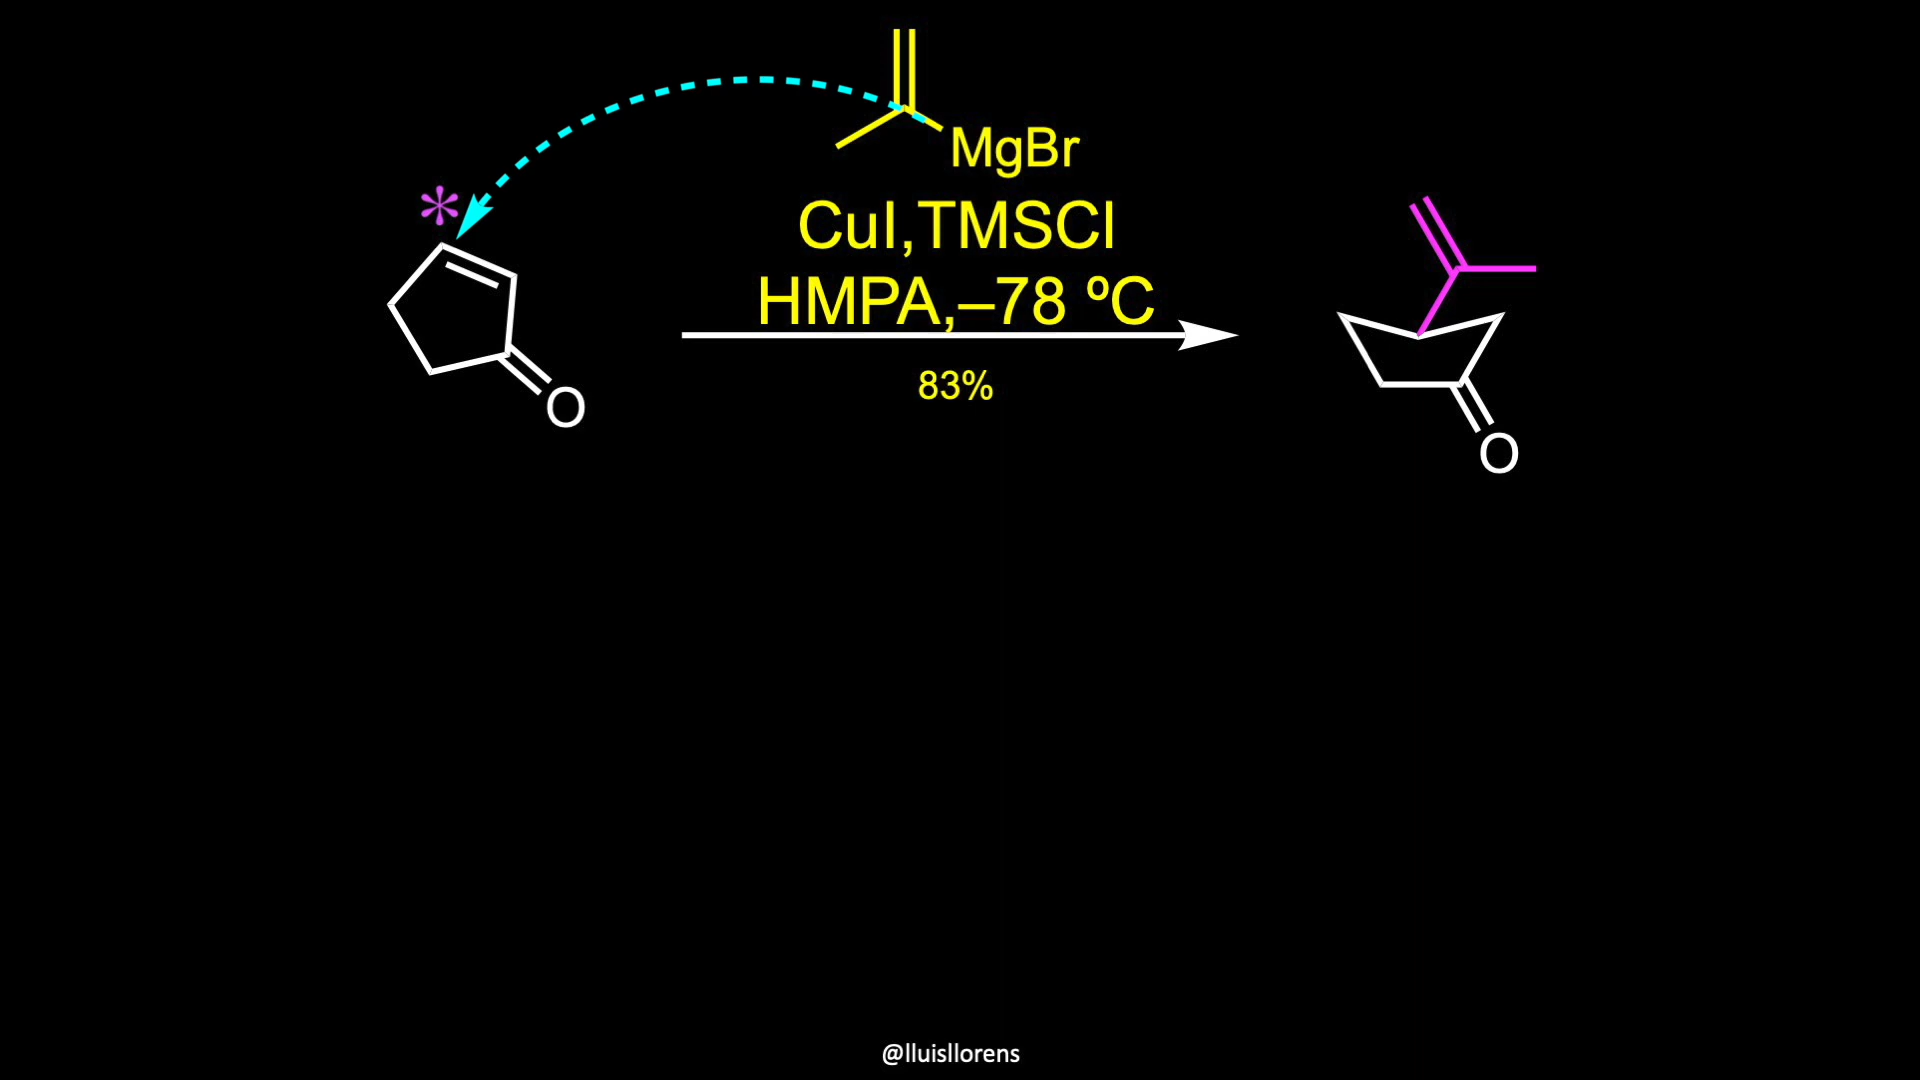 MgBr
*
CuI,TMSCl
HMPA,–78 ºC
83%
O
O
@lluisllorens